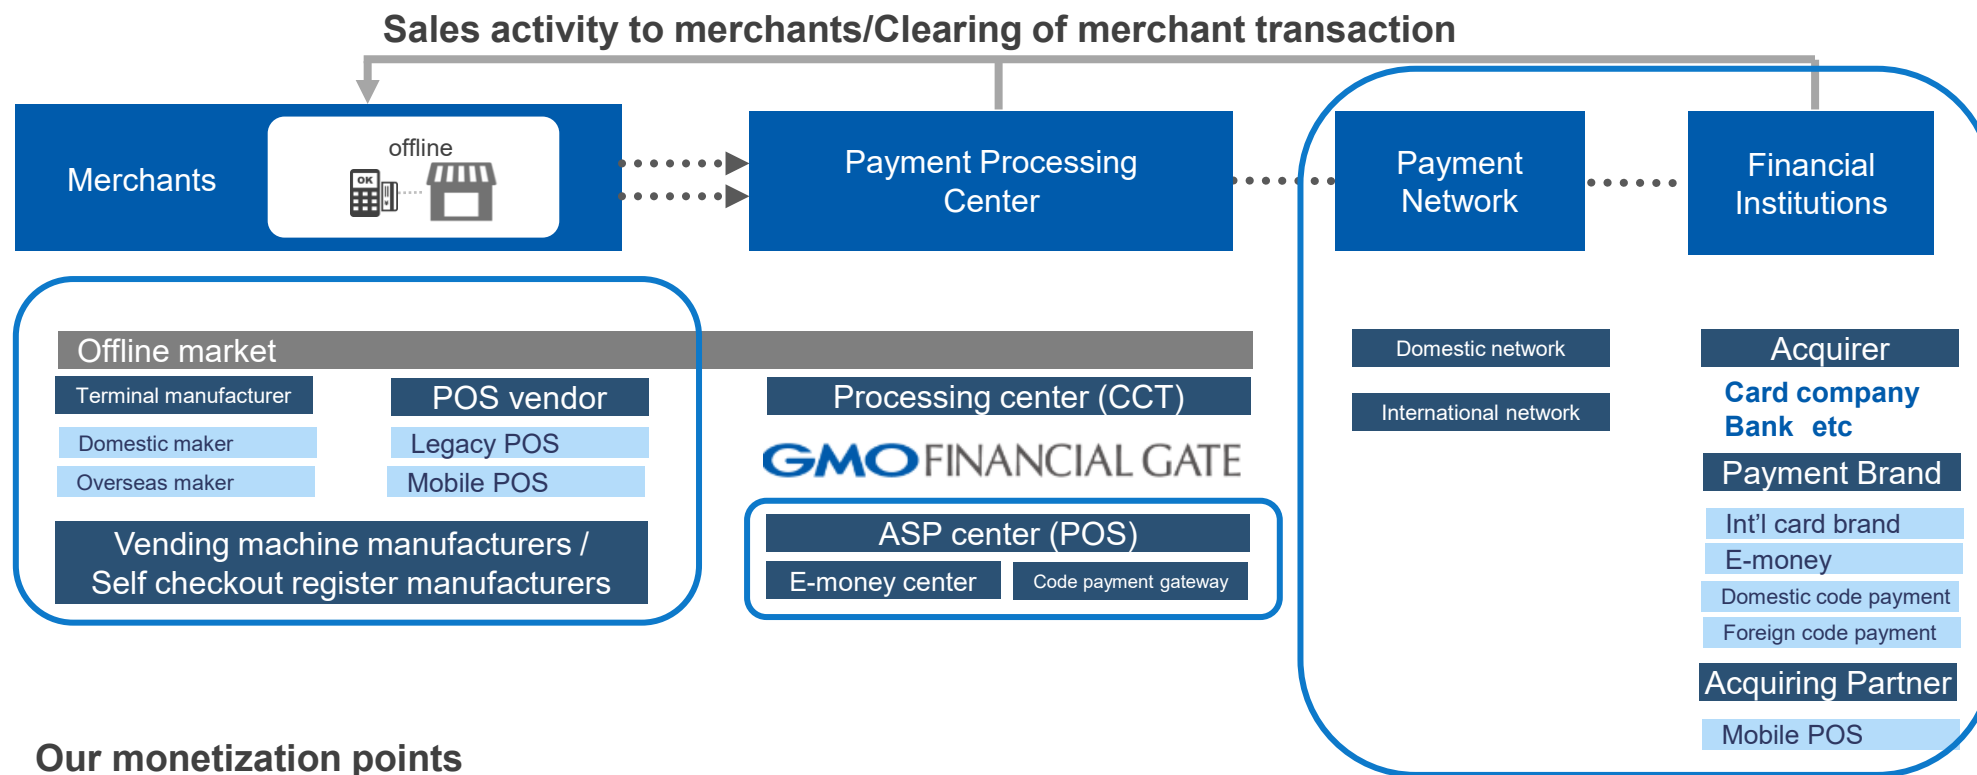 Sales activity to merchants/Clearing of merchant transaction
Merchants
offline
OK
Payment Processing
Center
Payment
Network
Financial
Institutions
Offline market
Terminal manufacturer
Domestic maker
Overseas maker
POS vendor
Legacy POS
Mobile POS
Vending machine manufacturers /
Self checkout register manufacturers
Processing center (CCT)
GMO FINANCIAL GATE
ASP center (POS)
E-money center
Code payment gateway
Domestic network
International network
Acquirer
Card company
Bank etc
Payment Brand
Int'l card brand
E-money
Domestic code payment
Foreign code payment
Acquiring Partner
Mobile POS
Our monetization points